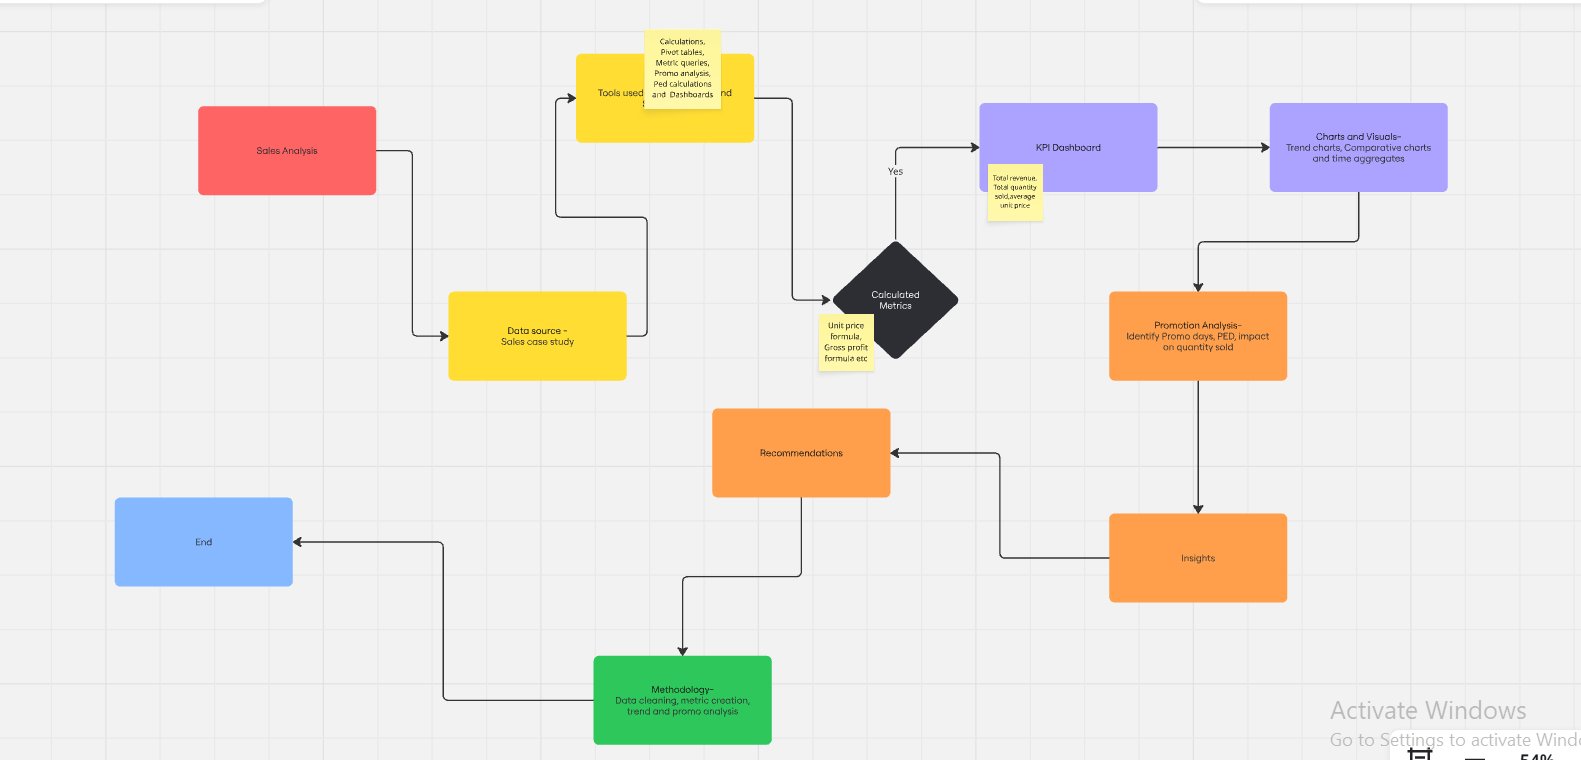 Sales Analysis
Data source -
Sales case study
Tools used
nd
Calculations,
Pivot tables,
Metric queries,
Promo analysis,
Ped calculations
and Dashboards
Calculated
Metrics
Unit price
formula,
Gross profit
formula etc
Yes
KPI Dashboard
Total revenue,
Total quantity
sold,average
unit price
Charts and Visuals-
Trend charts, Comparative charts
and time aggregates
Promotion Analysis-
Identify Promo days, PED, impact
on quantity sold
Insights
Recommendations
Methodology-
Data cleaning, metric creation,
trend and promo analysis
End
Activate Windows
Go to Settings to activate Windo
54%